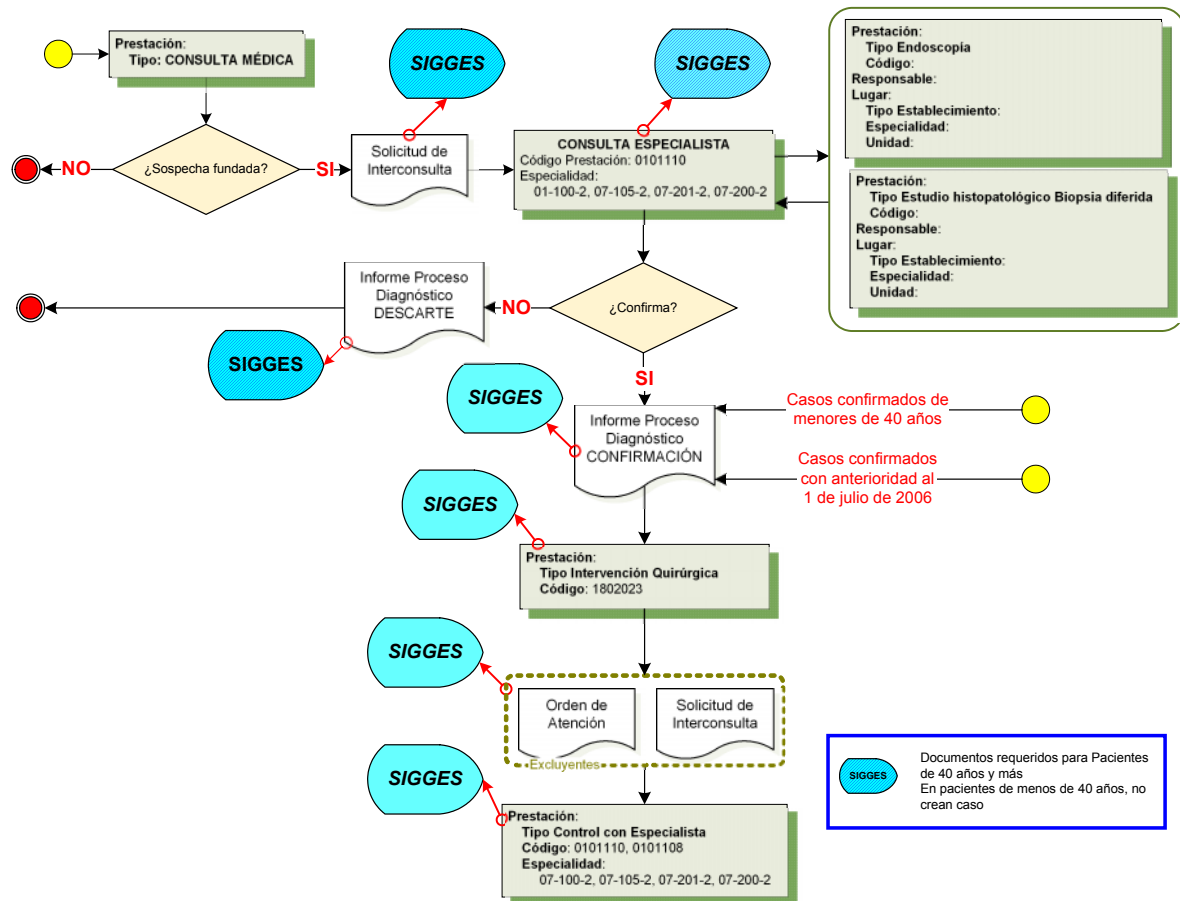 Prestación:
Tipo: CONSULTA MÉDICA
SIGGES
SIGGES
Prestación:
Tipo Endoscopía
Código:
Responsable:
Lugar:
Tipo Establecimiento:
Especialidad:
Unidad:
¿Sospecha fundada?
NO
SI
Solicitud de
Interconsulta
CONSULTA ESPECIALISTA
Código Prestación: 0101110
Especialidad:
01-100-2, 07-105-2, 07-201-2, 07-200-2
Prestación:
Tipo Estudio histopatológico Biopsia diferida
Código:
Responsable:
Lugar:
Tipo Establecimiento:
Especialidad:
Unidad:
Informe Proceso
Diagnóstico
DESCARTE
NO
¿Confirma?
SIGGES
SI
SIGGES
Informe Proceso
Diagnóstico
CONFIRMACIÓN
Casos confirmados de
menores de 40 años
Casos confirmados
con anterioridad al
1 de julio de 2006
SIGGES
Prestación:
Tipo Intervención Quirúrgica
Código: 1802023
SIGGES
Orden de
Atención
Solicitud de
Interconsulta
Excluyentes
SIGGES
Prestación:
Tipo Control con Especialista
Código: 0101110, 0101108
Especialidad:
07-100-2, 07-105-2, 07-201-2, 07-200-2
SIGGES
Documentos requeridos para Pacientes
de 40 años y más
En pacientes de menos de 40 años, no
crean caso